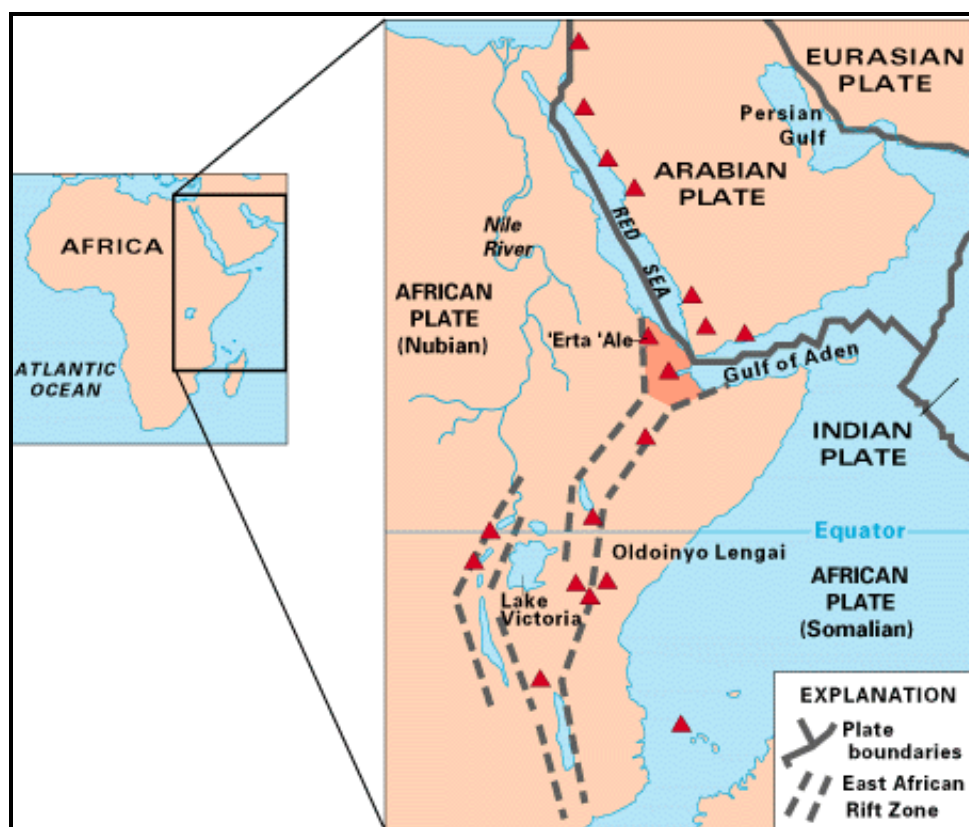 AFRICA
ATLANTIC
OCEAN
EURASIAN
PLATE
Persian
Gulf
ARABIAN
PLATE
RED
SEA
Nile
River
AFRICAN
PLATE
(Nubian)
'Erta 'Ale
Gulf of Aden
INDIAN
PLATE
Equator
Oldoinyo Lengai
Lake
Victoria
AFRICAN
PLATE
(Somalian)
EXPLANATION
Plate
boundaries
East African
Rift Zone